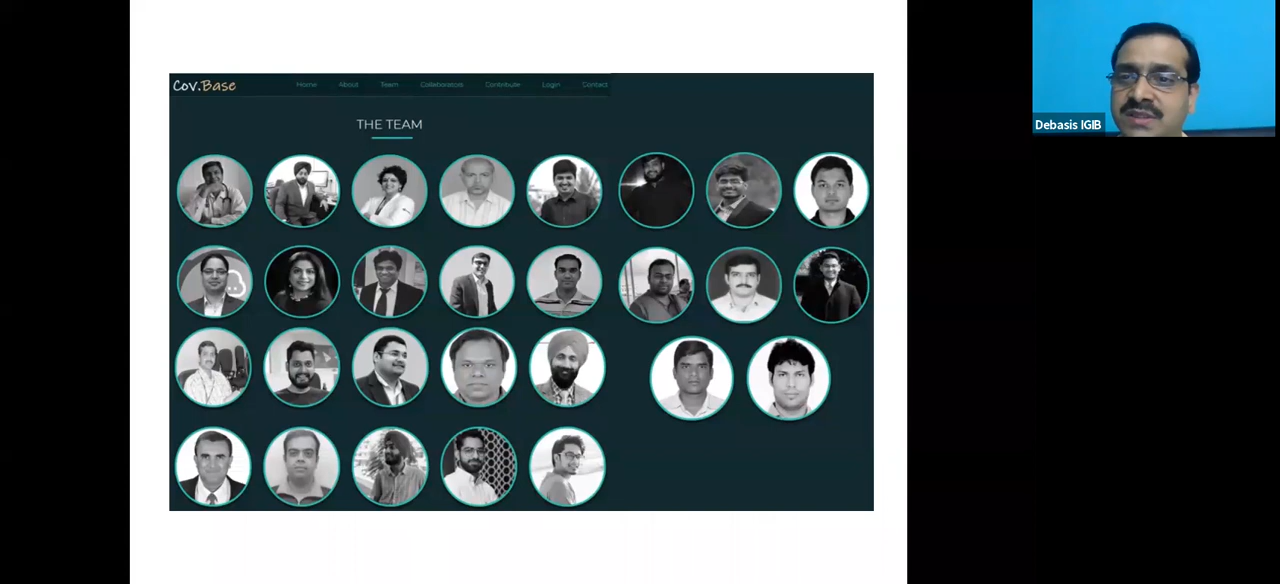 Cov.Base
Home About Team Collaborators Contribute Login Contact
THE TEAM
Debasis IGIB